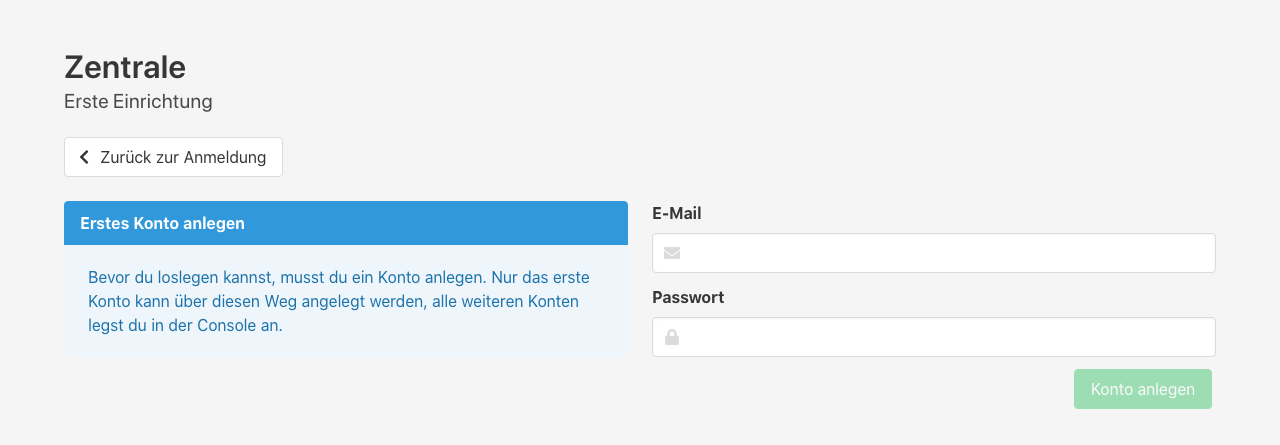 Zentrale
Erste Einrichtung
Zurück zur Anmeldung
Erstes Konto anlegen
Bevor du loslegen kannst, musst du ein Konto anlegen. Nur das erste
Konto kann über diesen Weg angelegt werden, alle weiteren Konten
legst du in der Console an.
E-Mail
Passwort
Konto anlegen